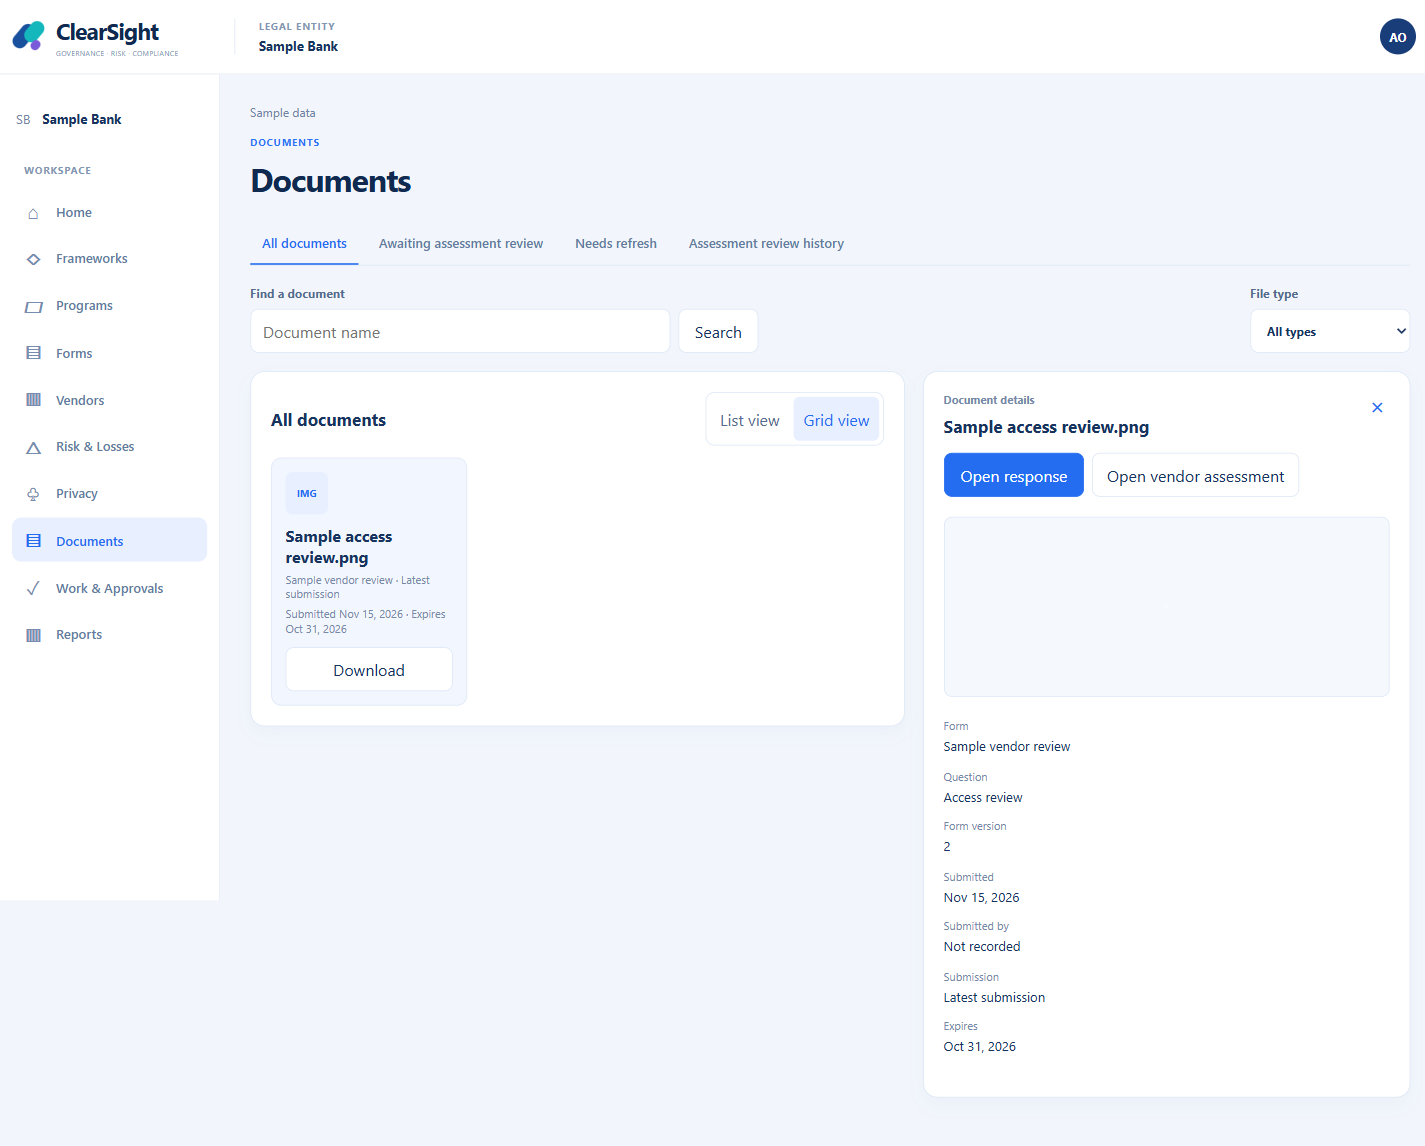 ClearSight
GOVERNANCE · RISK · COMPLIANCE
LEGAL ENTITY
Sample Bank
AO
SB Sample Bank
WORKSPACE
Home
Frameworks
Programs
Forms
Vendors
Risk & Losses
Privacy
Documents
Work & Approvals
Reports
Sample data
DOCUMENTS
Documents
All documents
Awaiting assessment review
Needs refresh
Assessment review history
Find a document
Document name
Search
File type
All types
All documents
List view
Grid view
IMG
Sample access
review.png
Sample vendor review · Latest
submission
Submitted Nov 15, 2026 · Expires
Oct 31, 2026
Download
Document details
Sample access review.png
Open response
Open vendor assessment
Form
Sample vendor review
Question
Access review
Form version
2
Submitted
Nov 15, 2026
Submitted by
Not recorded
Submission
Latest submission
Expires
Oct 31, 2026